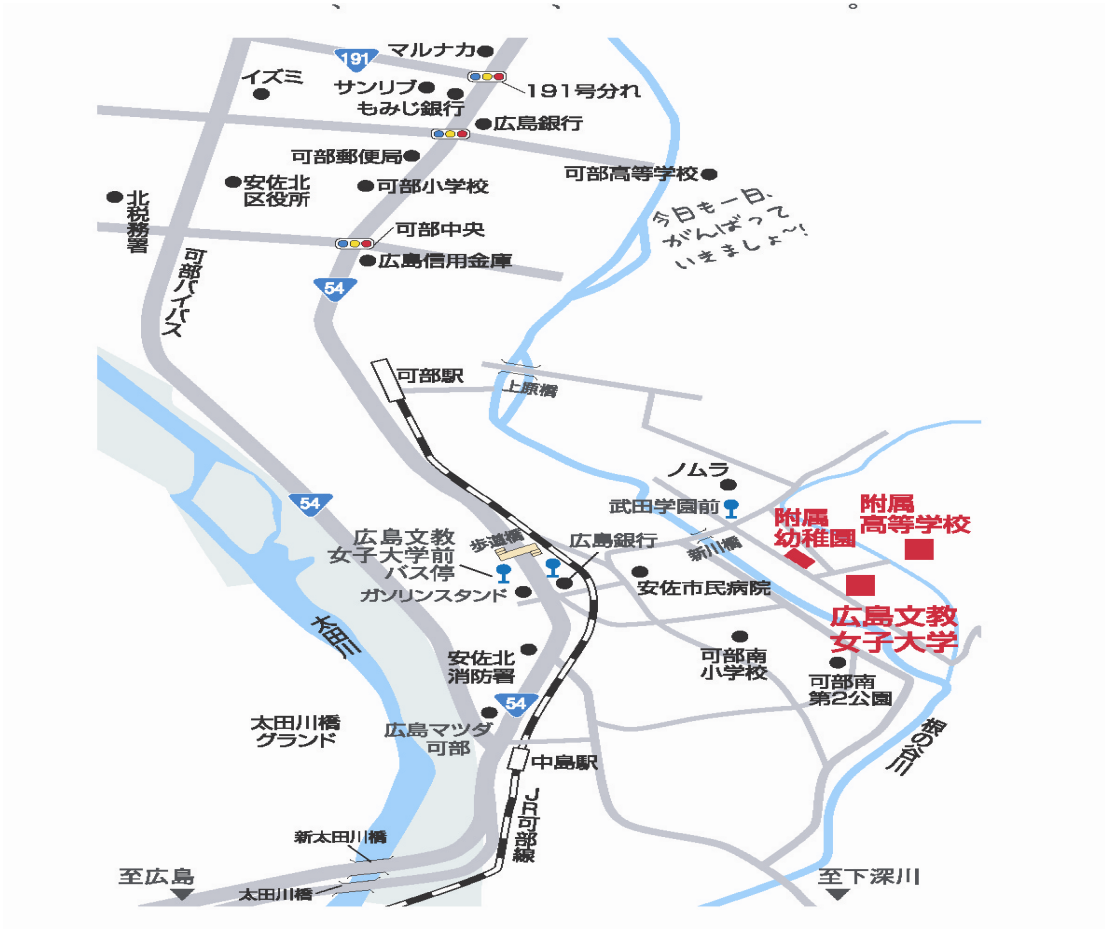 、 、 。
マルナカ
191
イズミ
サンリブ
191号分れ
もみじ銀行
広島銀行
可部郵便局
可部高等学校
安佐北
区役所
可部小学校
北税務署
今日も一日、
がんばって
いきましょ～!
可部中央
広島信用金庫
可部バイパス
54
可部駅
上原橋
ノムラ
54
武田学園前
附属
高等学校
附属
幼稚園
広島文教
女子大学前
バス停
歩道橋
広島銀行
新川橋
ガソリンスタンド
安佐市民病院
広島文教
女子大学
太田川
安佐北
消防署
可部南
小学校
可部南
第2公園
54
太田川橋
グランド
広島マツダ
可部
根の谷川
中島駅
JR可部線
新太田川橋
至広島
太田川橋
至下深川